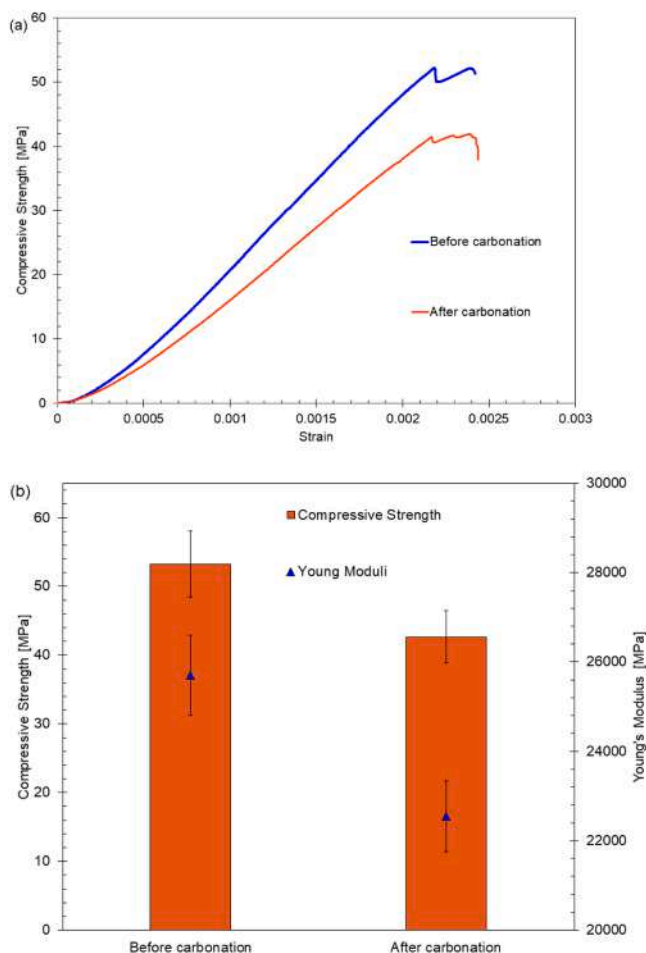 (a)
60
50
40
30
20
10
0
Compressive Strength [MPa]
Before carbonation
After carbonation
0 0.0005 0.001 0.0015 0.002 0.0025 0.003
Strain
(b)
60
50
40
30
20
10
0
Compressive Strength [MPa]
Compressive Strength
Young Moduli
30000
28000
26000
24000
22000
20000
Young's Modulus [MPa]
Before carbonation After carbonation